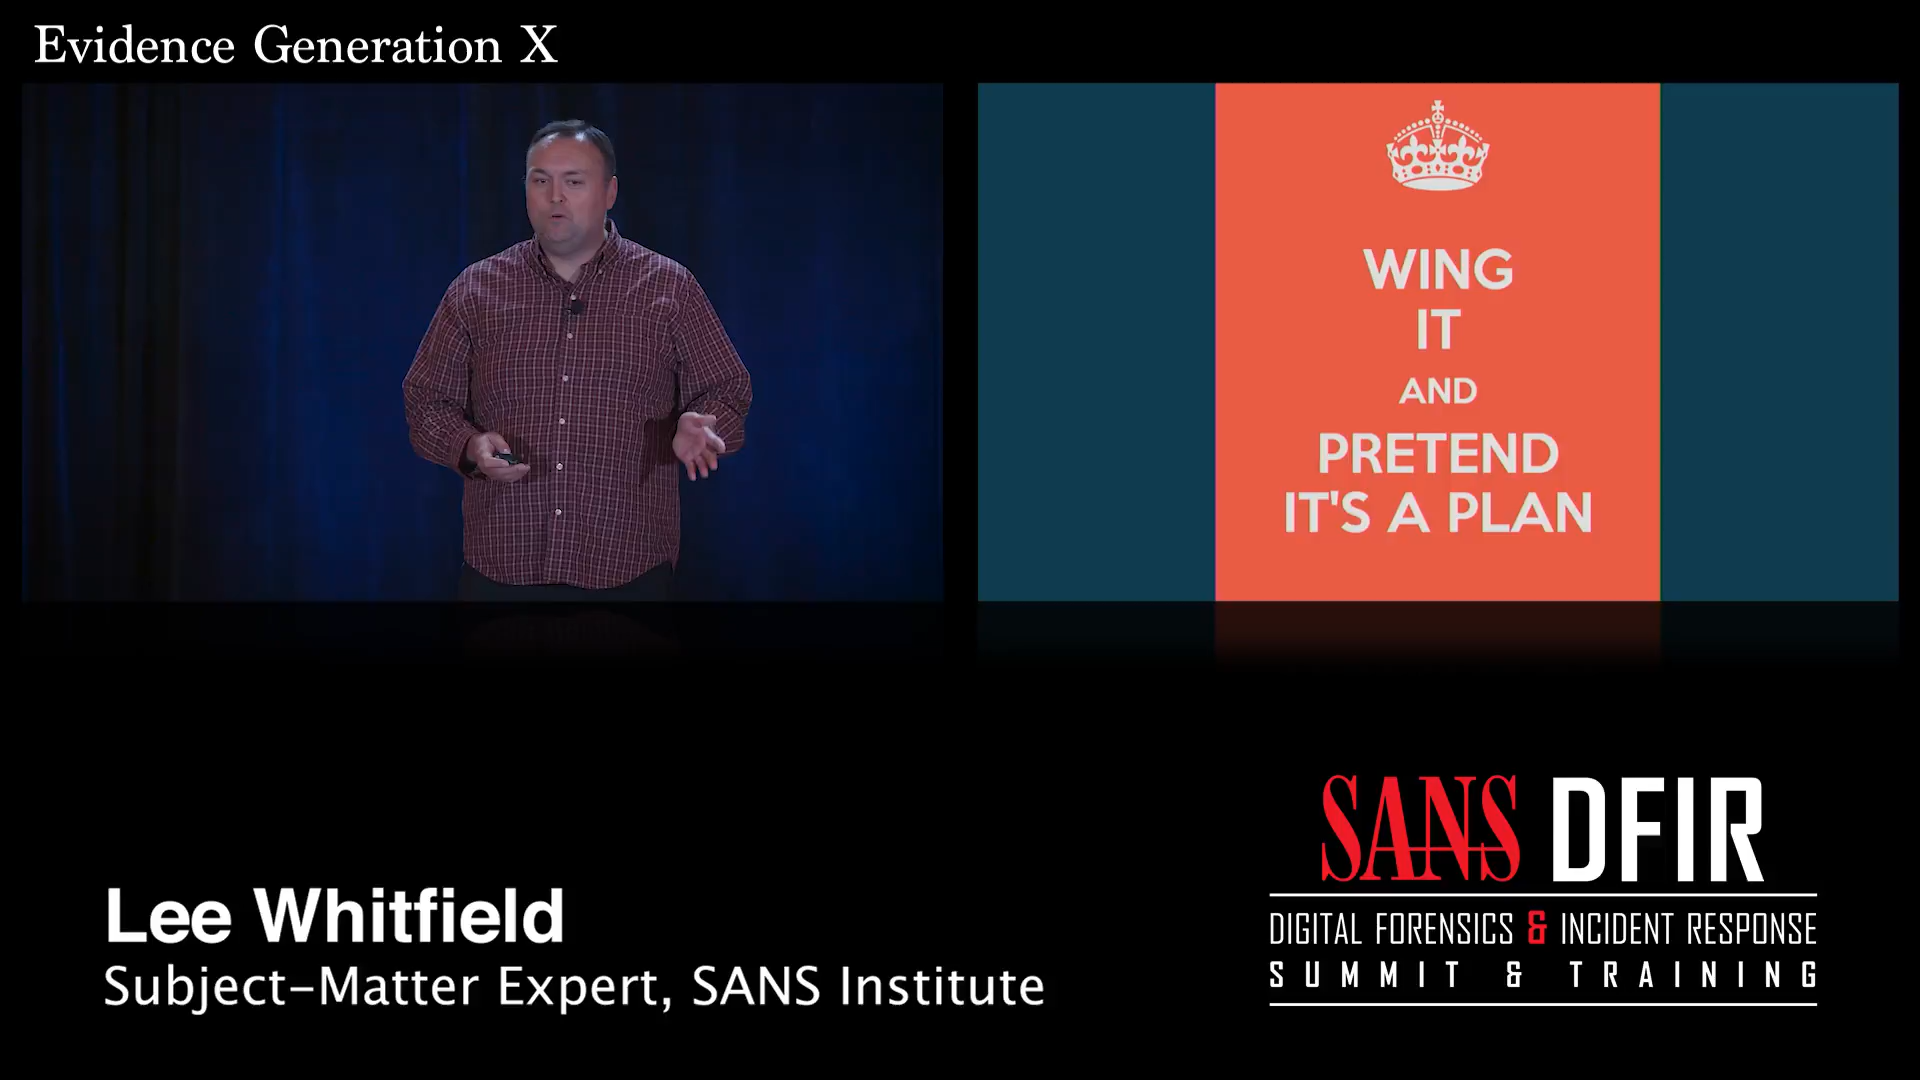 Evidence Generation X
WING
IT
AND
PRETEND
IT'S A PLAN
Lee Whitfield
Subject-Matter Expert, SANS Institute
SANS DFIR
DIGITAL FORENSICS & INCIDENT RESPONSE
SUMMIT & TRAINING